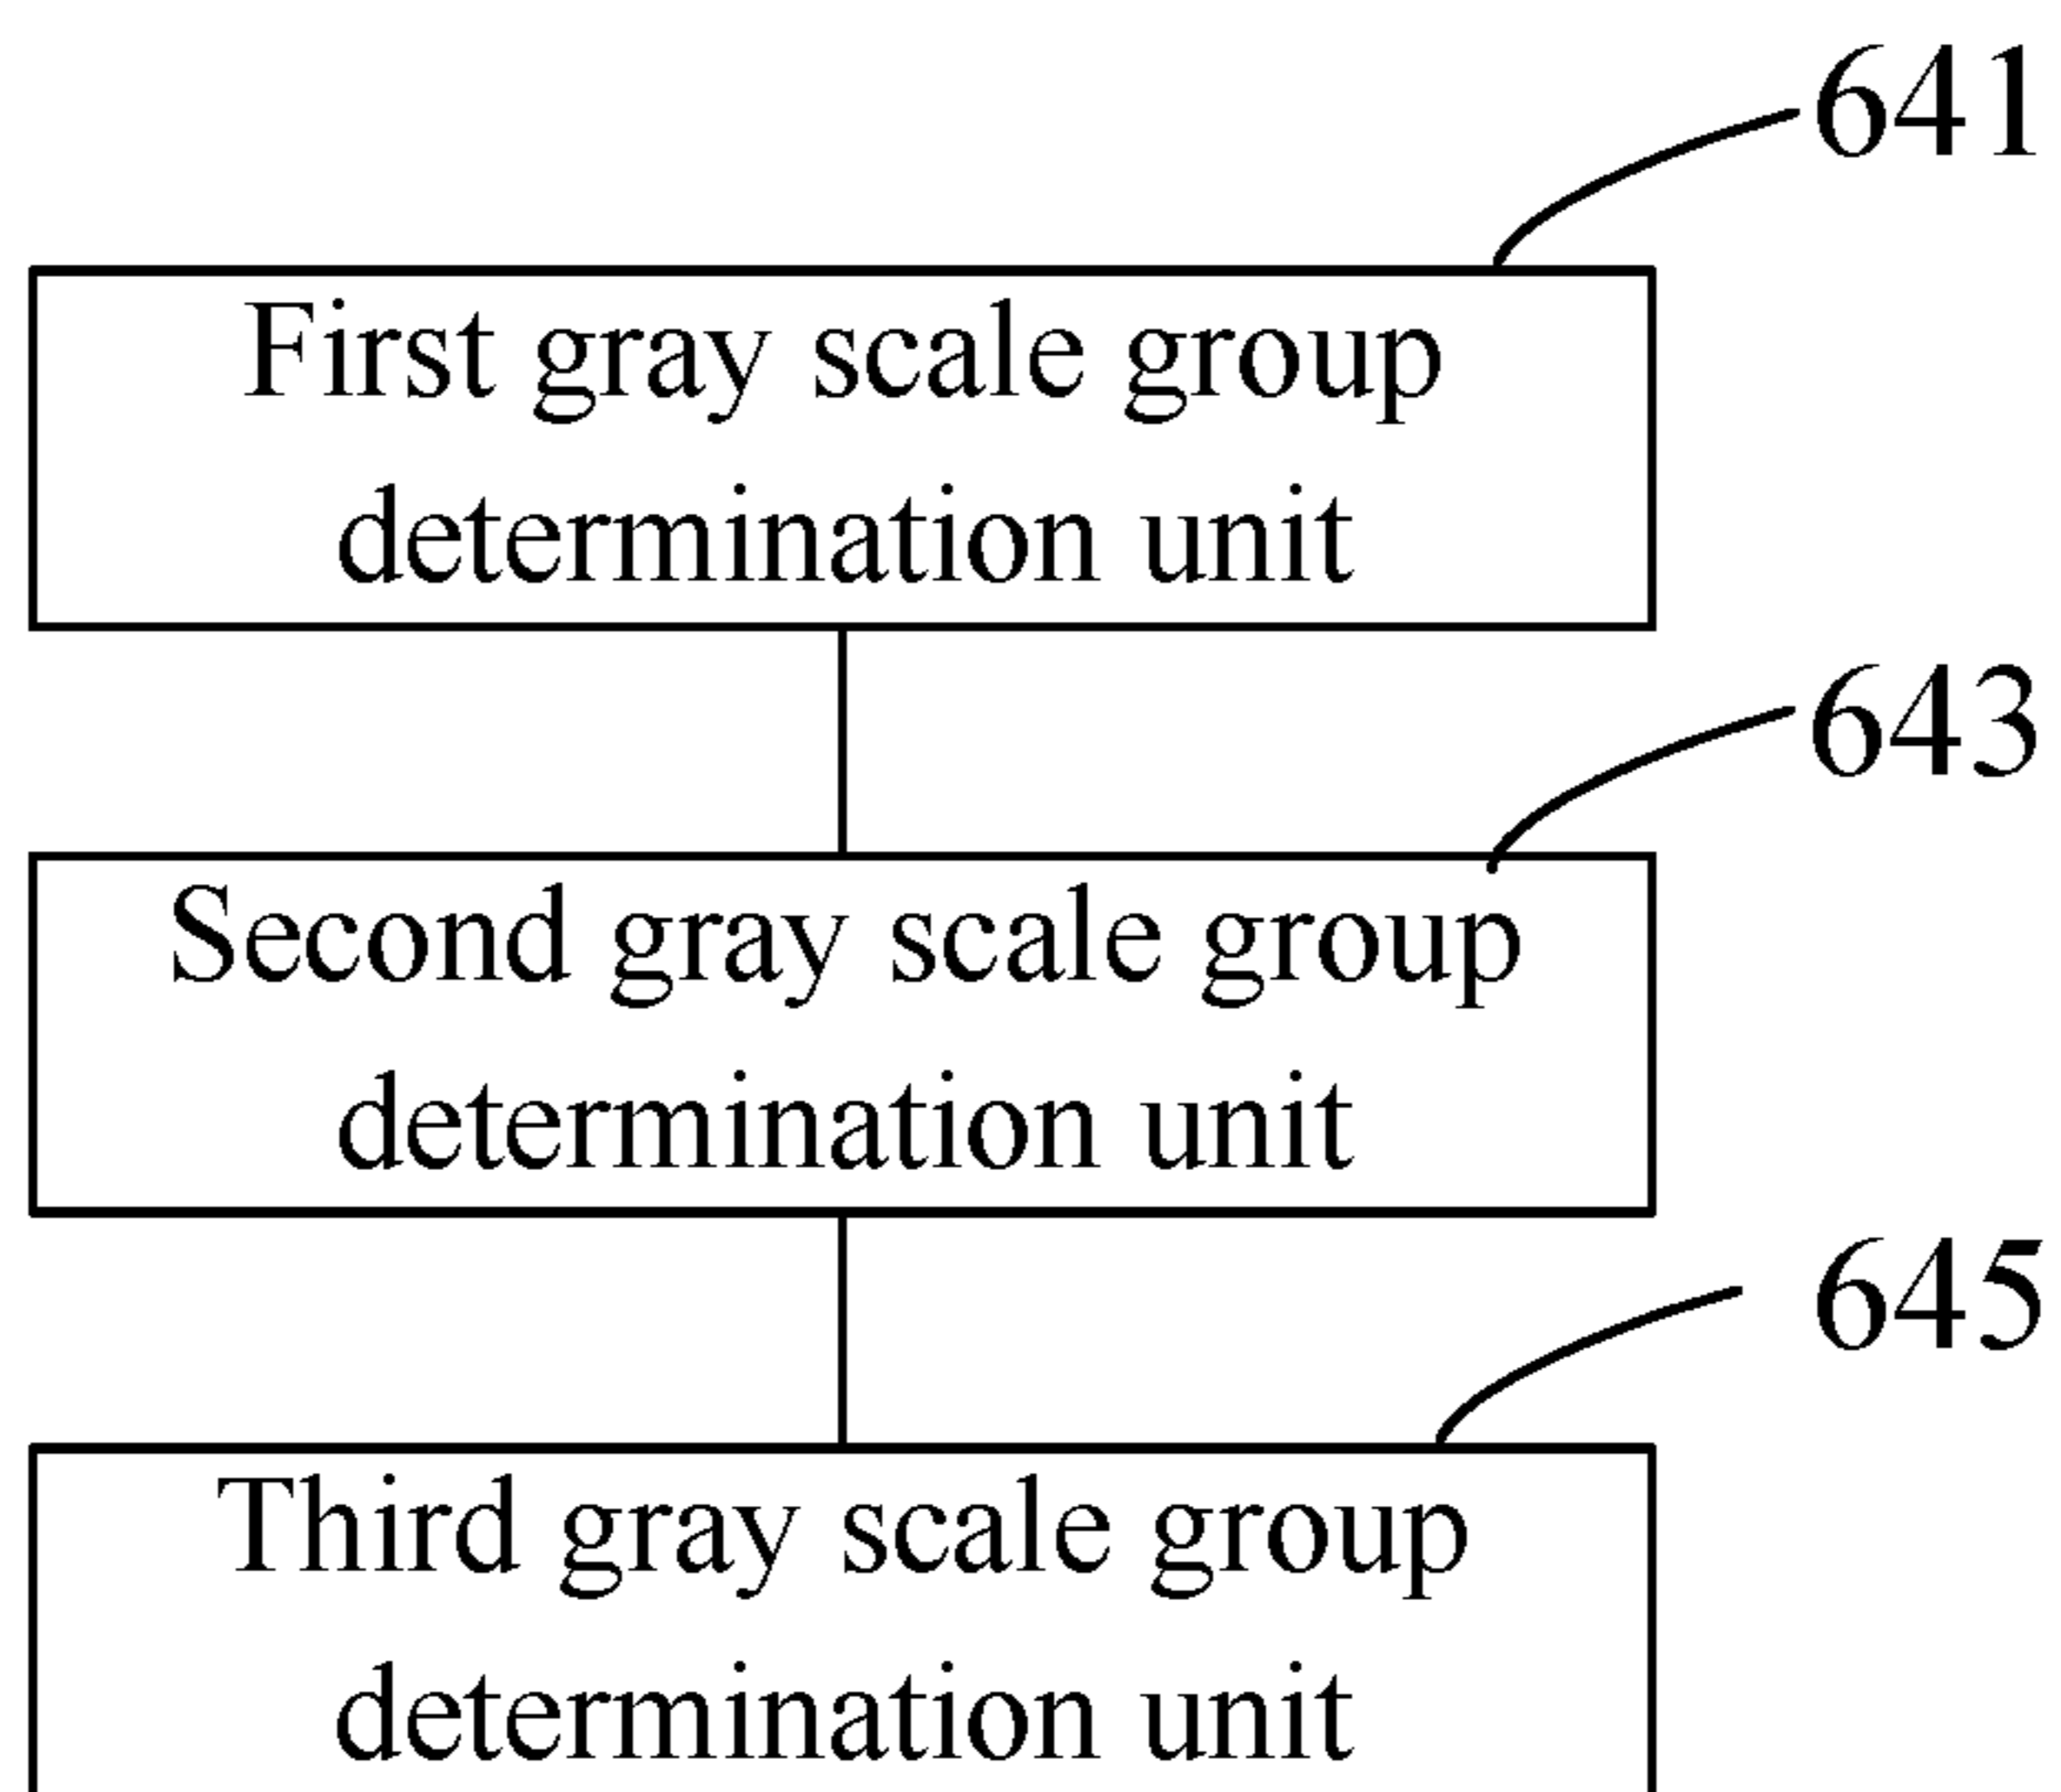 641
First gray scale group
determination unit
643
Second gray scale group
determination unit
645
Third gray scale group
determination unit